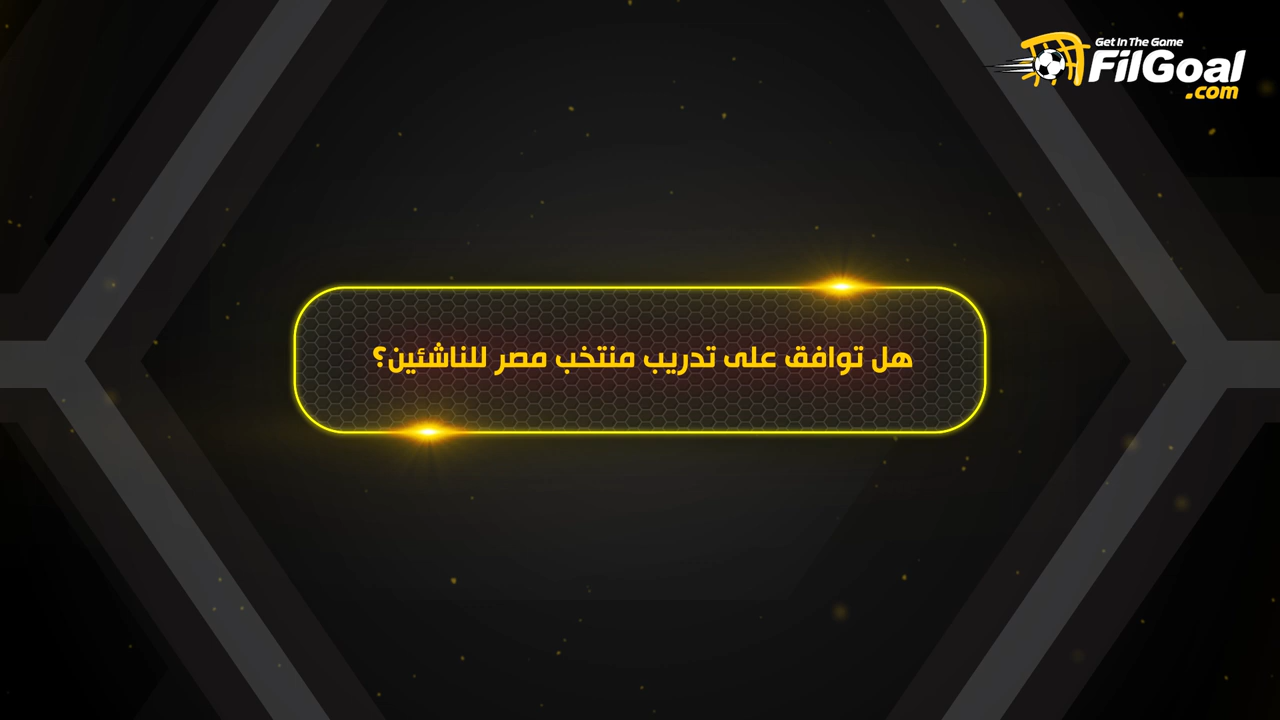 Get In The Game
FilGoal
.com
هل توافق على تدريب منتخب مصر للناشئين؟